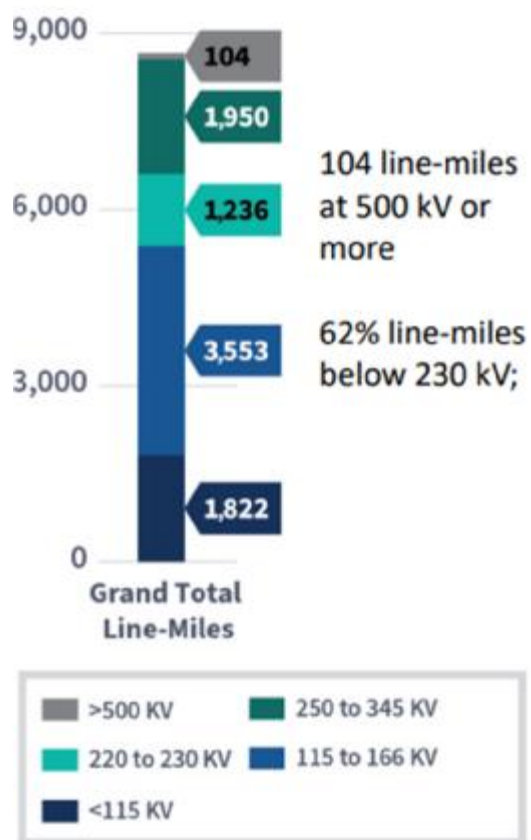 9,000
104
1,950
104 line-miles
at 500 kV or
more
6,000
1,236
62% line-miles
below 230 kV;
3,553
3,000
1,822
0
Grand Total
Line-Miles
>500 KV
250 to 345 KV
220 to 230 KV
115 to 166 KV
<115 KV